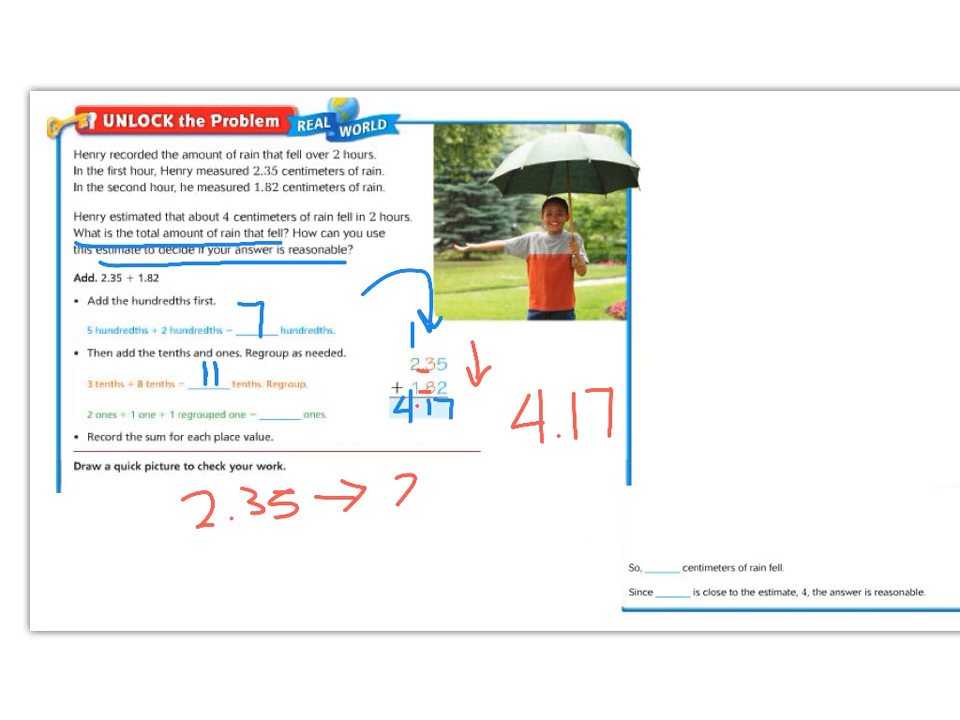 UNLOCK the Problem REAL WORLD
Henry recorded the amount of rain that fell over 2 hours.
In the first hour, Henry measured 2.35 centimeters of rain.
In the second hour, he measured 1.82 centimeters of rain.
Henry estimated that about 4 centimeters of rain fell in 2 hours.
What is the total amount of rain that fell? How can you use
this estimate to decide if your answer is reasonable?
Add. 2.35 + 1.82
• Add the hundredths first.
5 hundredths + 2 hundredths = 7 hundredths.
• Then add the tenths and ones. Regroup as needed.
3 tenths + 8 tenths = 11 tenths. Regroup.
2 ones + 1 one + 1 regrouped one = ______ ones.
• Record the sum for each place value.
1
2.35
+ 1.82
4.17
4.17
Draw a quick picture to check your work.
2.35 → 2
So, ______ centimeters of rain fell.
Since ______ is close to the estimate, 4, the answer is reasonable.